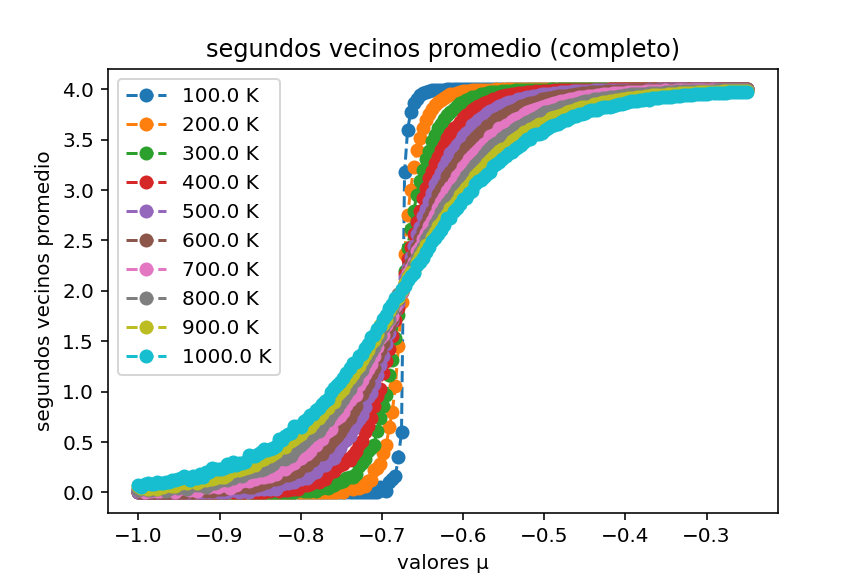 segundos vecinos promedio (completo)
segundos vecinos promedio
4.0
3.5
3.0
2.5
2.0
1.5
1.0
0.5
0.0
100.0 K
200.0 K
300.0 K
400.0 K
500.0 K
600.0 K
700.0 K
800.0 K
900.0 K
1000.0 K
−1.0 −0.9 −0.8 −0.7 −0.6 −0.5 −0.4 −0.3
valores μ